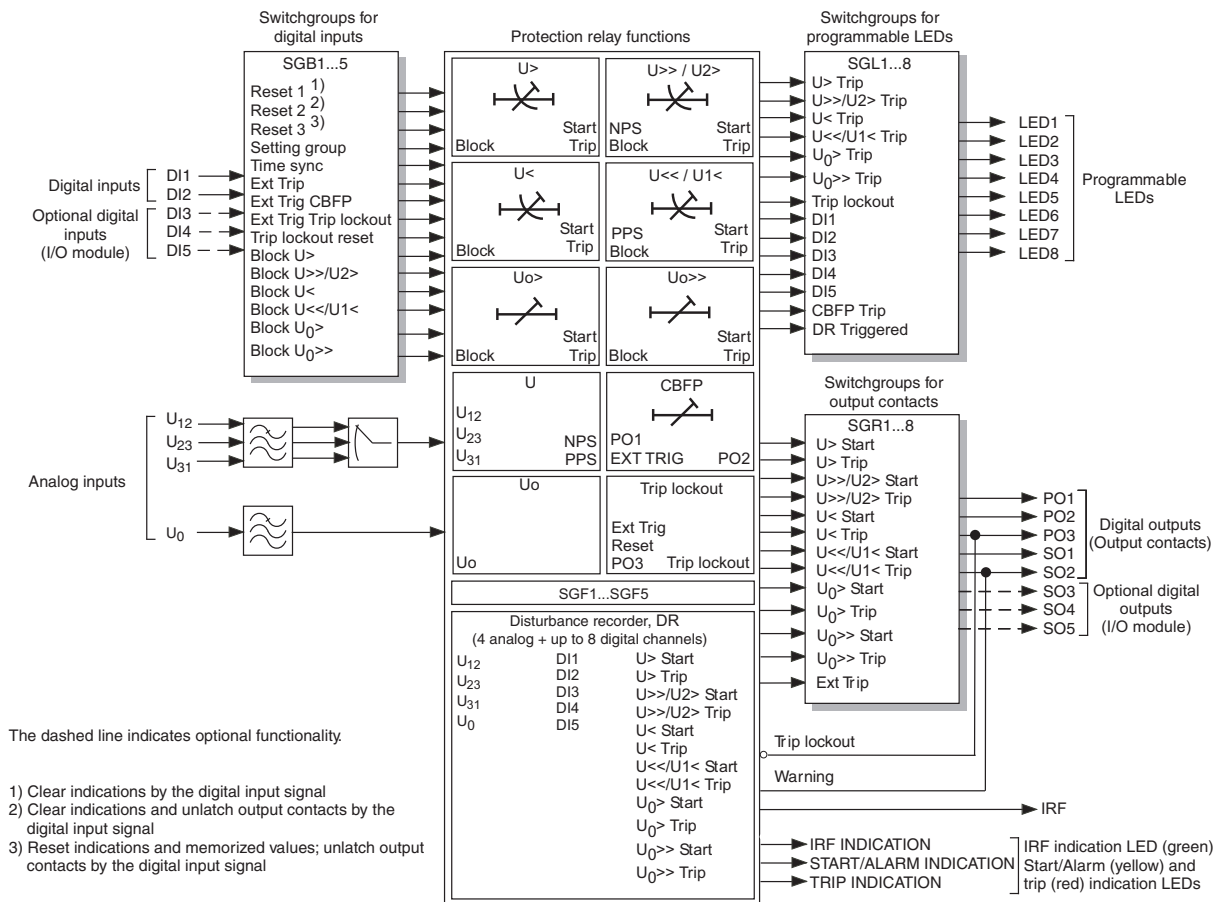 Switchgroups for
digital inputs
SGB1...5
Reset 1 1)
Reset 2 2)
Reset 3 3)
Setting group
Time sync
Ext Trip
Ext Trig CBFP
Ext Trig Trip lockout
Trip lockout reset
Block U>
Block U>>/U2>
Block U<
Block U<</U1<
Block U0>
Block U0>>
Digital inputs
DI1
DI2
Optional digital
inputs
(I/O module)
DI3
DI4
DI5
Analog inputs
U12
U23
U31
U0
Protection relay functions
U>
Start
Block Trip
U>> / U2>
NPS Start
Block Trip
U<
Start
Trip
Block
U<< / U1<
Start
PPS Trip
Block
Uo>
Start
Block Trip
Uo>>
Start
Block Trip
U
U12
U23 NPS
U31 PPS
CBFP
PO1
EXT TRIG PO2
Uo
Uo
Trip lockout
Ext Trig
Reset
PO3 Trip lockout
SGF1...SGF5
Disturbance recorder, DR
(4 analog + up to 8 digital channels)
U12
U23
U31
U0
DI1
DI2
DI3
DI4
DI5
U> Start
U> Trip
U>>/U2> Start
U>>/U2> Trip
U< Start
U< Trip
U<</U1< Start
U<</U1< Trip
U0> Start
U0> Trip
U0>> Start
U0>> Trip
Switchgroups for
programmable LEDs
SGL1...8
U> Trip
U>>/U2> Trip
U< Trip
U<</U1< Trip
U0> Trip
U0>> Trip
Trip lockout
DI1
DI2
DI3
DI4
DI5
CBFP Trip
DR Triggered
LED1
LED2
LED3
LED4
LED5
LED6
LED7
LED8
Programmable
LEDs
Switchgroups for
output contacts
SGR1...8
U> Start
U> Trip
U>>/U2> Start
U>>/U2> Trip
U< Start
U< Trip
U<</U1< Start
U<</U1< Trip
U0> Start
U0> Trip
U0>> Start
U0>> Trip
Ext Trip
PO1
PO2
PO3
SO1
SO2
SO3
SO4
SO5
Digital outputs
(Output contacts)
Optional digital
outputs
(I/O module)
Trip lockout
Warning
IRF
IRF INDICATION
START/ALARM INDICATION
TRIP INDICATION
IRF indication LED (green)
Start/Alarm (yellow) and
trip (red) indication LEDs
The dashed line indicates optional functionality.
1) Clear indications by the digital input signal
2) Clear indications and unlatch output contacts by the
digital input signal
3) Reset indications and memorized values; unlatch output
contacts by the digital input signal